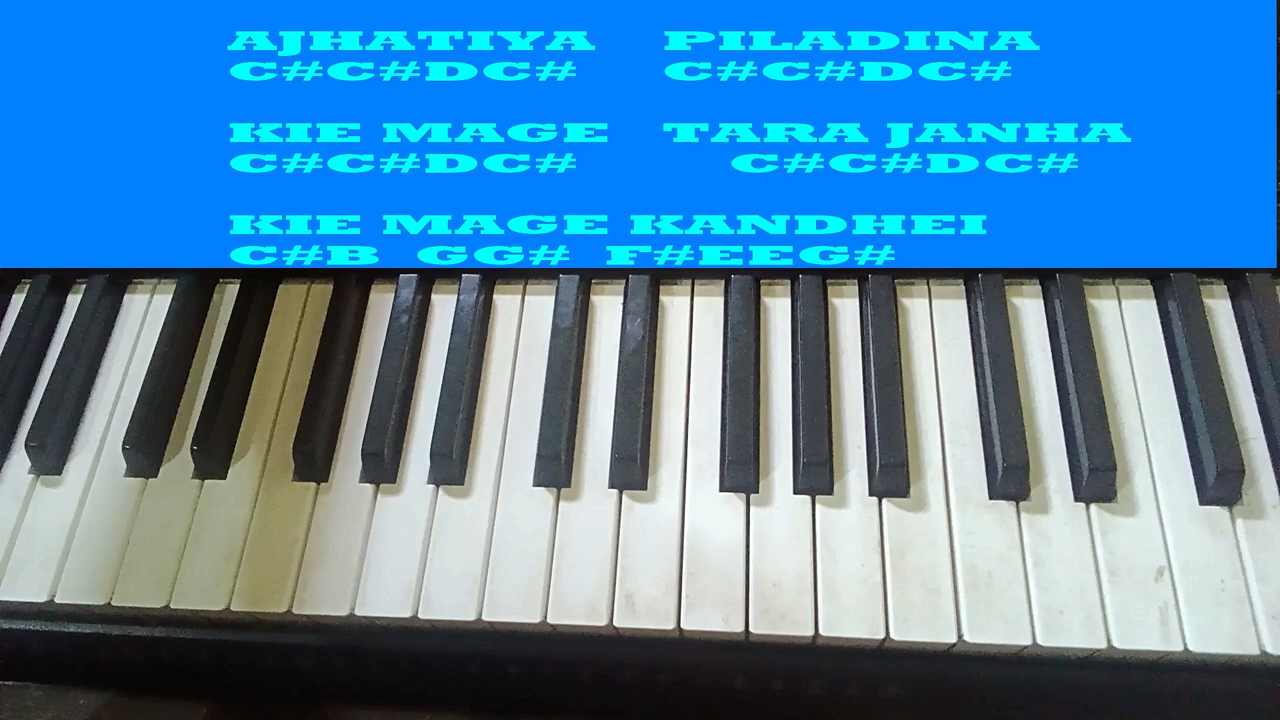 AJHATIYA PILADINA
C#C#DC# C#C#DC#
KIE MAGE TARA JANHA
C#C#DC# C#C#DC#
KIE MAGE KANDHEI
C#B GG# F#EEG#